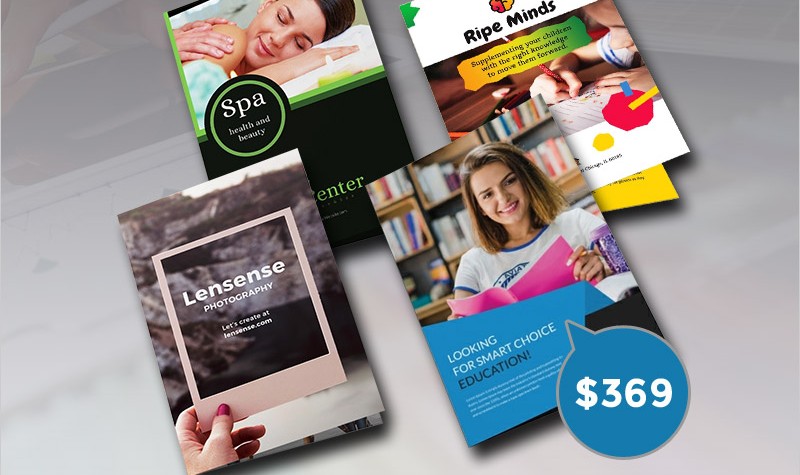 Spa
health and
beauty
enter
Ripe Minds
Supplementing your children
with the right knowledge
to move them forward.
Lensense
PHOTOGRAPHY
Let's create at
lensense.com
LOOKING
FOR SMART CHOICE
EDUCATION!
$369